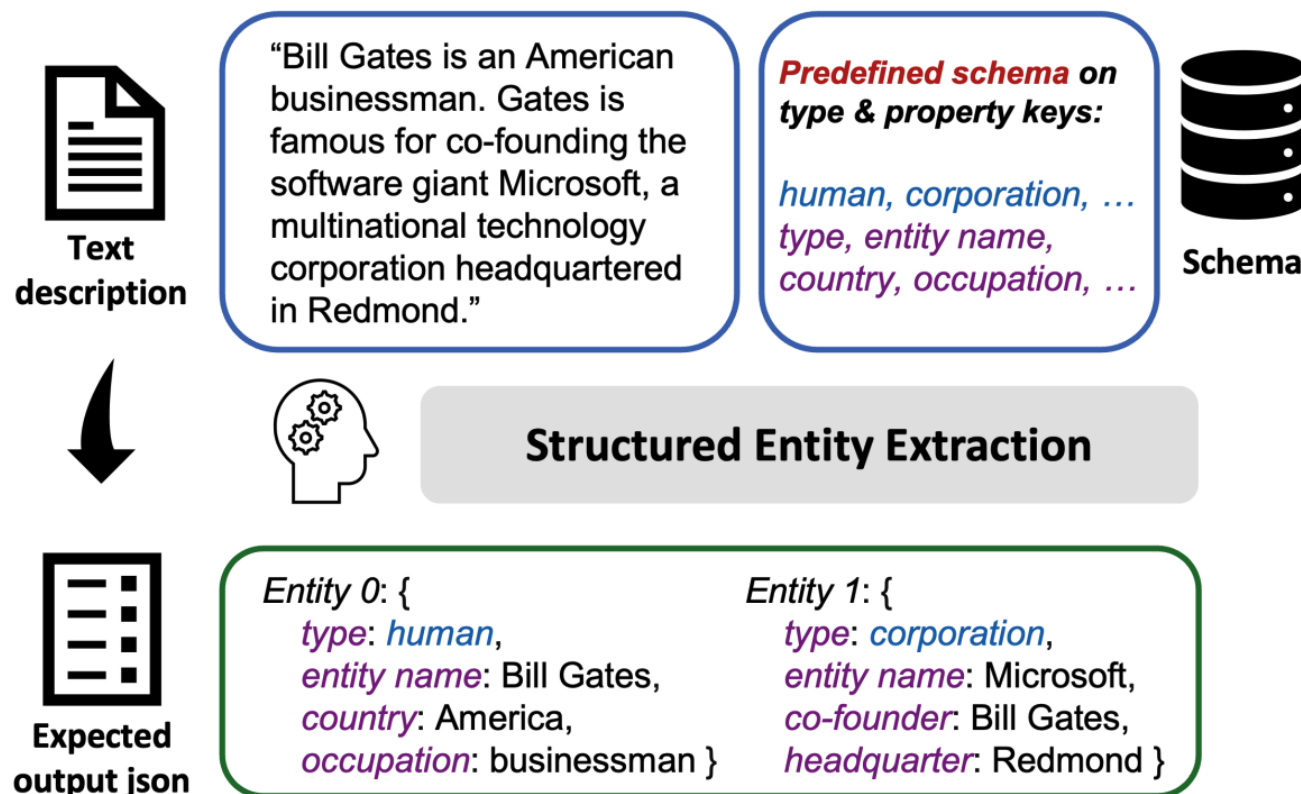 “Bill Gates is an American
businessman. Gates is
famous for co-founding the
software giant Microsoft, a
multinational technology
corporation headquartered
in Redmond.”
Predefined schema on
type & property keys:
human, corporation, …
type, entity name,
country, occupation, …
Text
description
Schema
Structured Entity Extraction
Entity 0: {
type: human,
entity name: Bill Gates,
country: America,
occupation: businessman }
Entity 1: {
type: corporation,
entity name: Microsoft,
co-founder: Bill Gates,
headquarter: Redmond }
Expected
output json